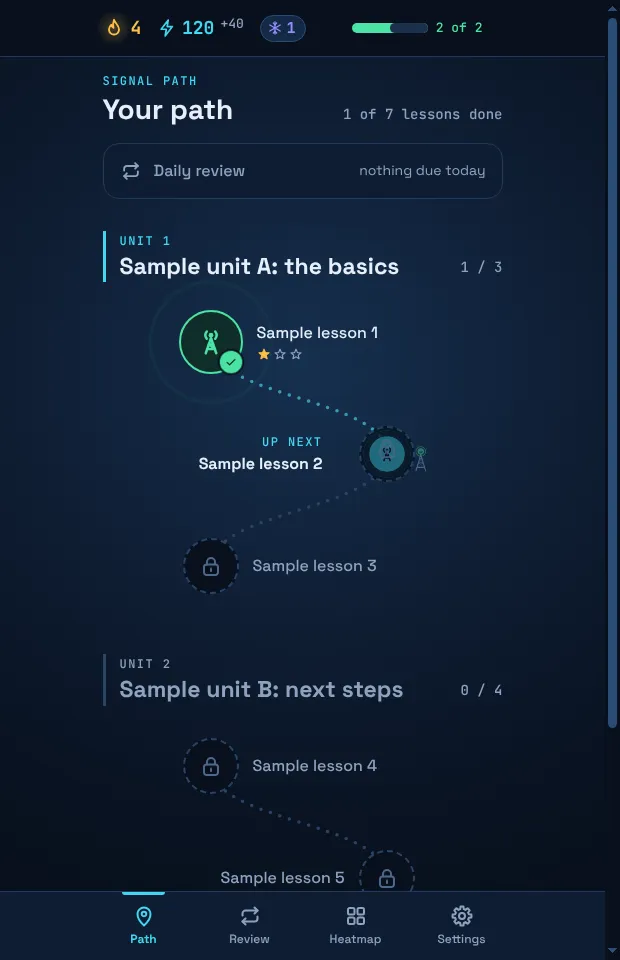 4 120 +40 1 2 of 2
SIGNAL PATH
Your path
1 of 7 lessons done
Daily review nothing due today
UNIT 1
Sample unit A: the basics 1 / 3
Sample lesson 1
UP NEXT
Sample lesson 2
Sample lesson 3
UNIT 2
Sample unit B: next steps 0 / 4
Sample lesson 4
Sample lesson 5
Path Review Heatmap Settings